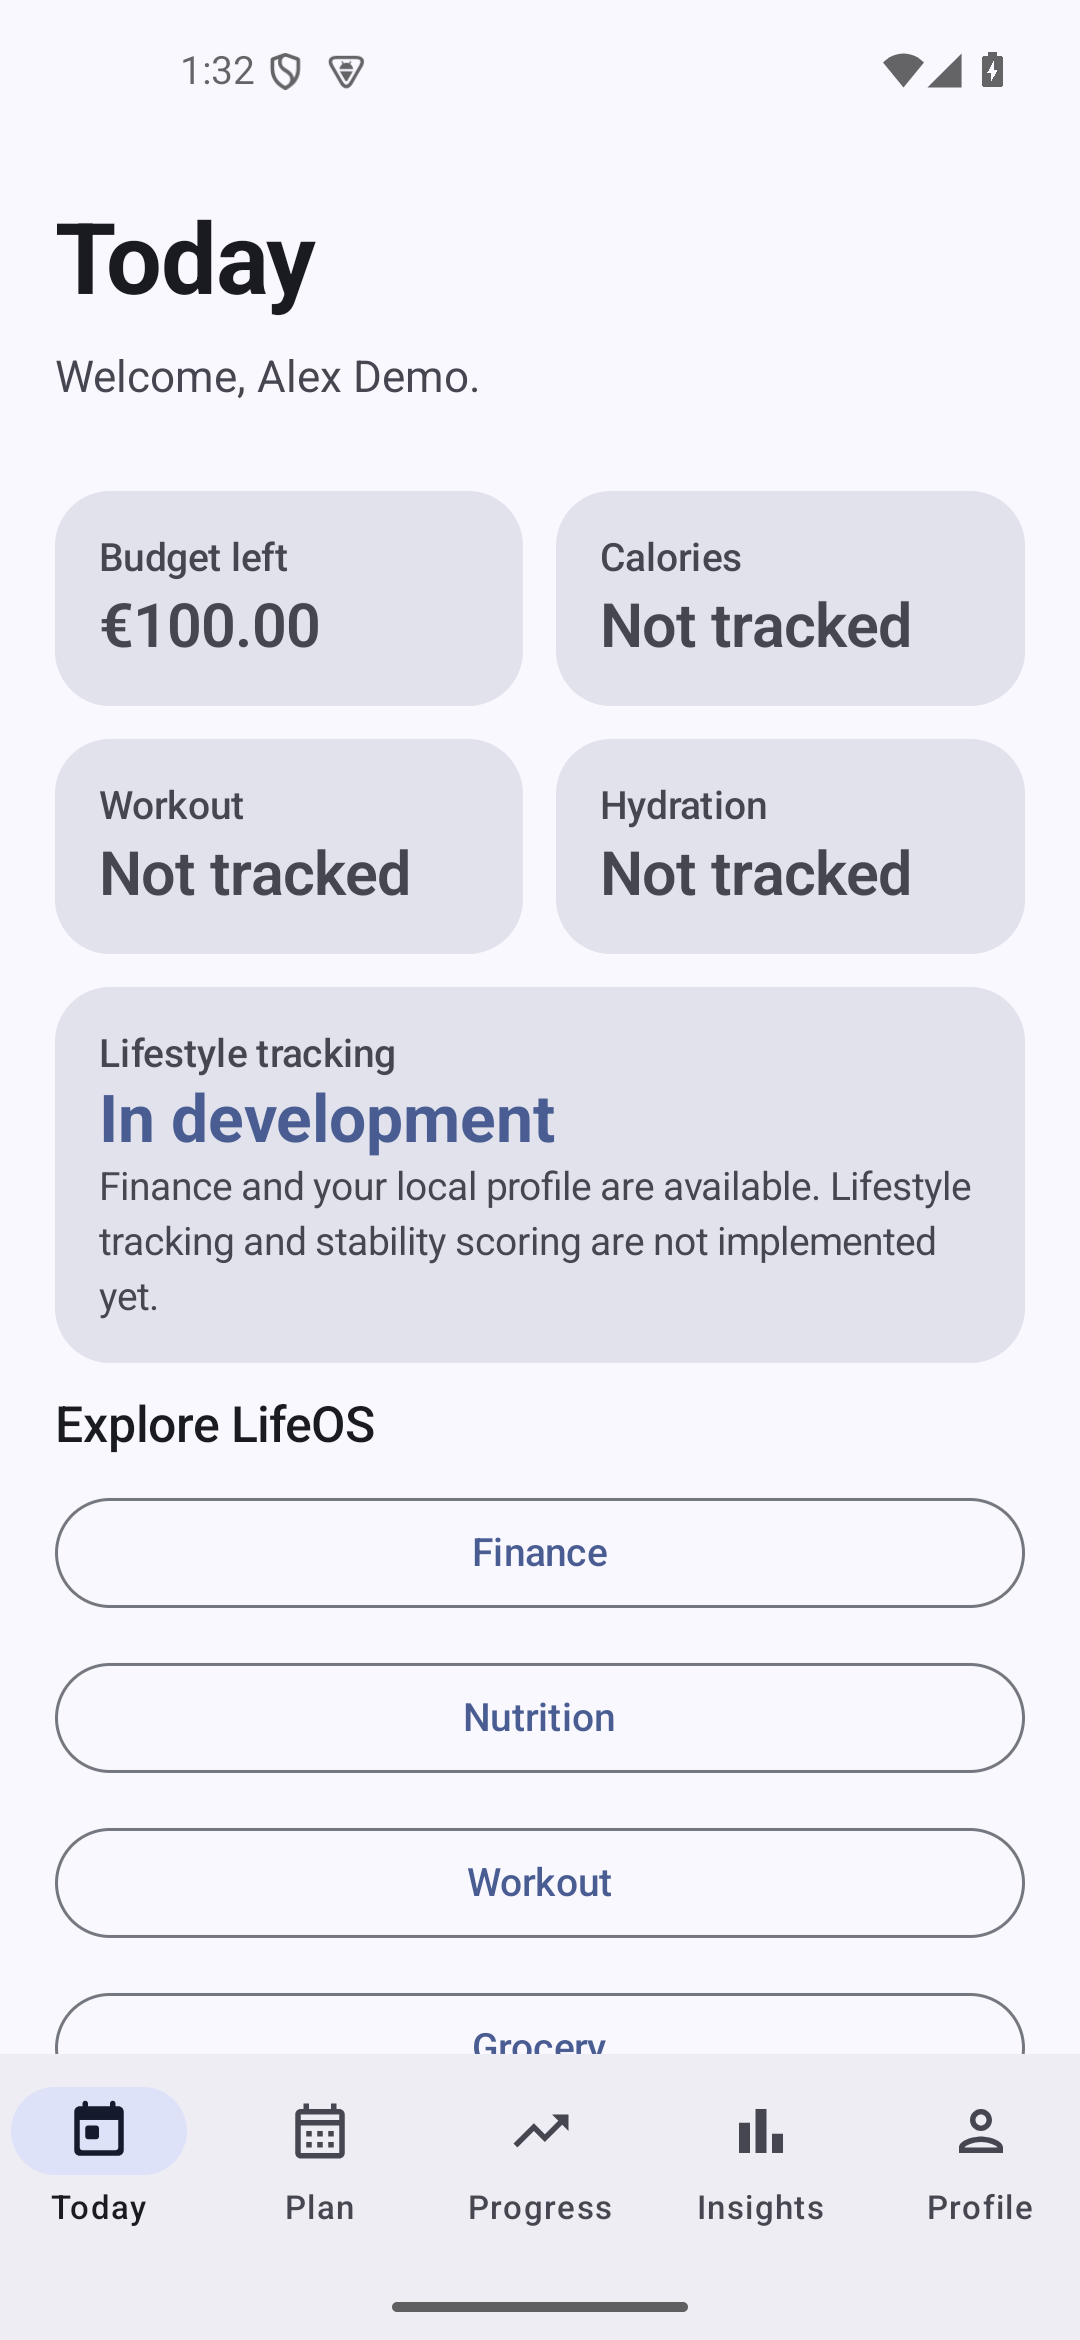 1:32
Today
Welcome, Alex Demo.
Budget left
€100.00
Calories
Not tracked
Workout
Not tracked
Hydration
Not tracked
Lifestyle tracking
In development
Finance and your local profile are available. Lifestyle
tracking and stability scoring are not implemented
yet.
Explore LifeOS
Finance
Nutrition
Workout
Grocery
Today
Plan
Progress
Insights
Profile